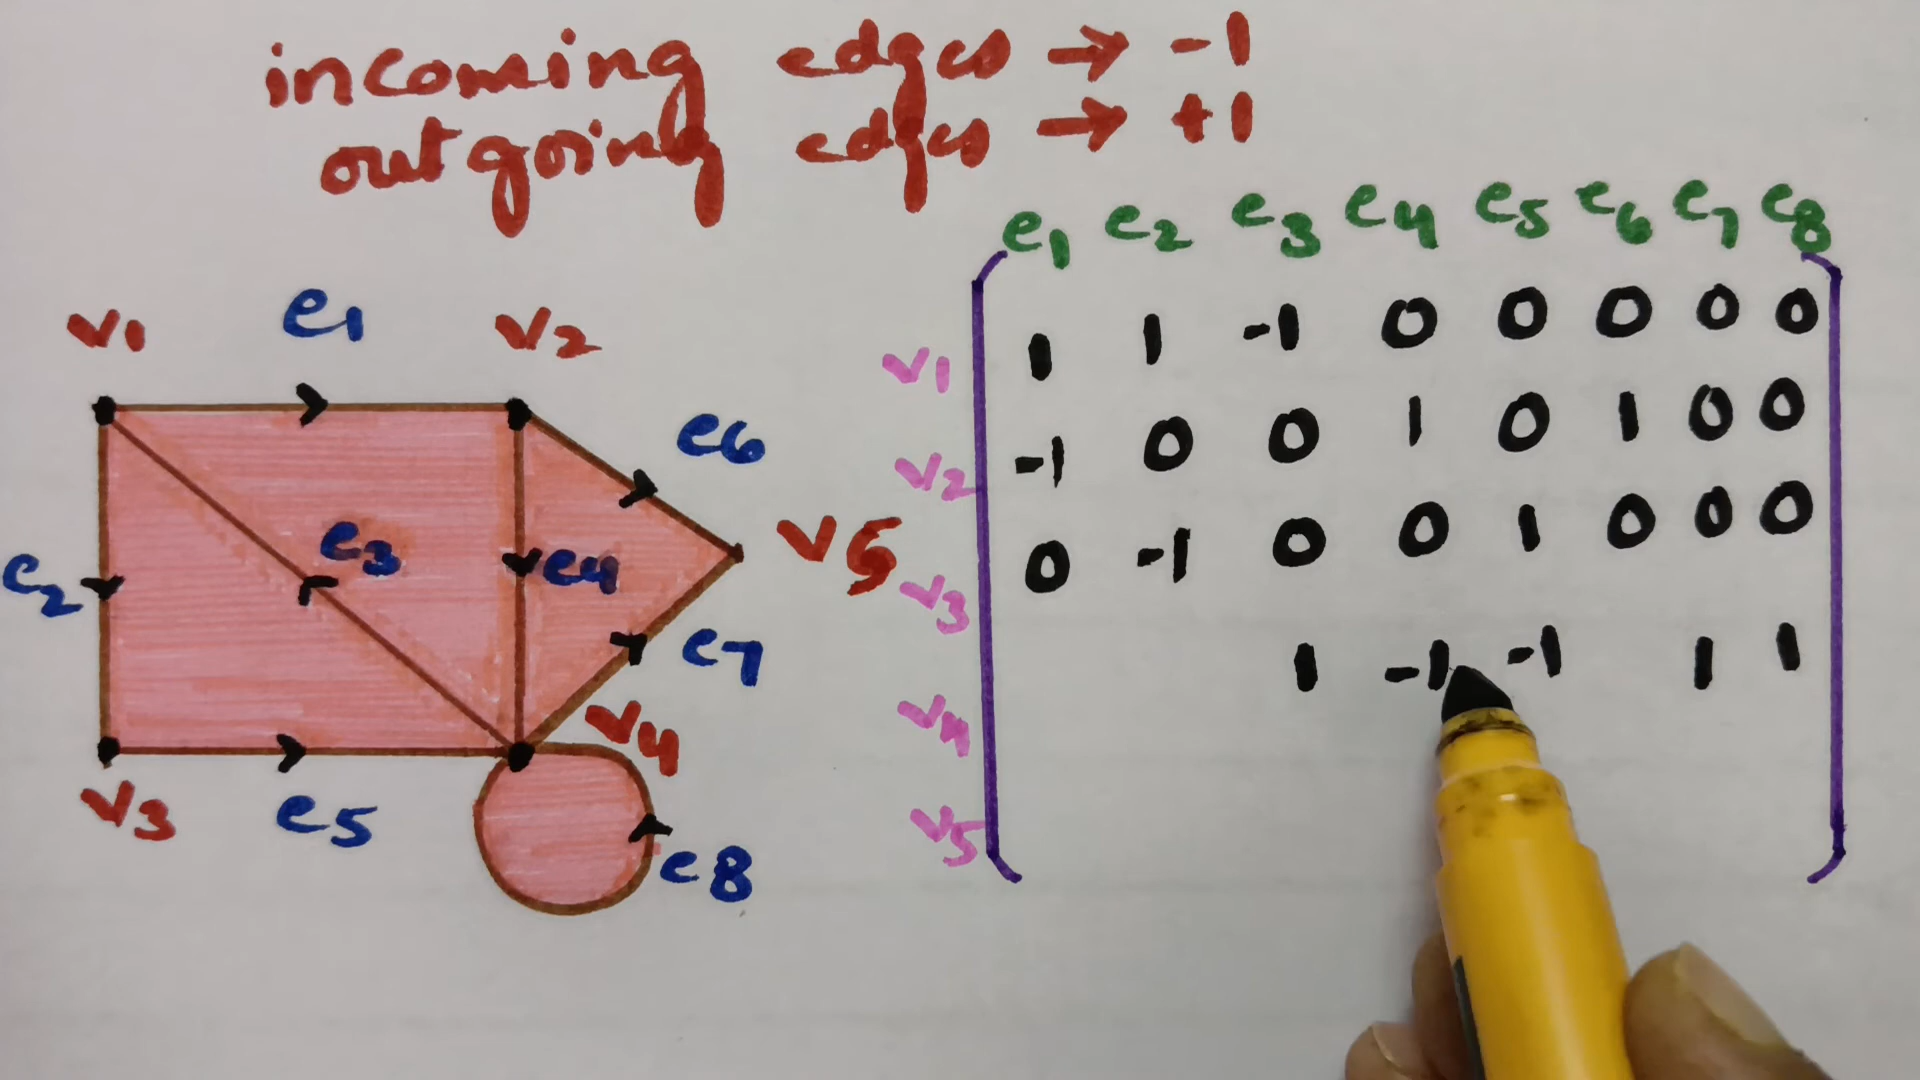 incoming edges → -1
outgoing edges → +1
e1 e2 e3 e4 e5 e6 e7 e8
v1 1 1 -1 0 0 0 0 0
v2 -1 0 0 1 0 1 0 0
v3 0 -1 0 0 1 0 0 0
v4 1 -1 -1 1 1
v5
v1 e1 v2
e6
e2 e3 e4 v5
e7
v4
v3 e5
e8